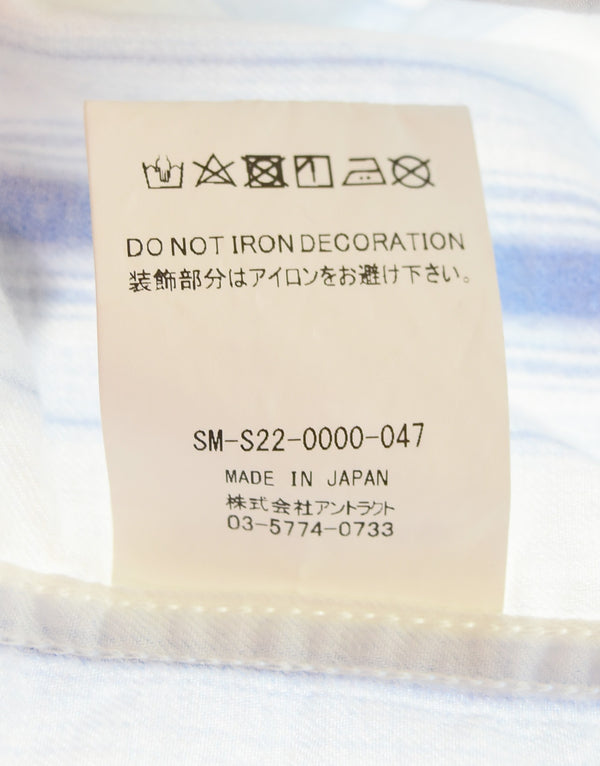 DO NOT IRON DECORATION
装飾部分はアイロンをお避け下さい。
SM-S22-0000-047
MADE IN JAPAN
株式会社アントラクト
03-5774-0733